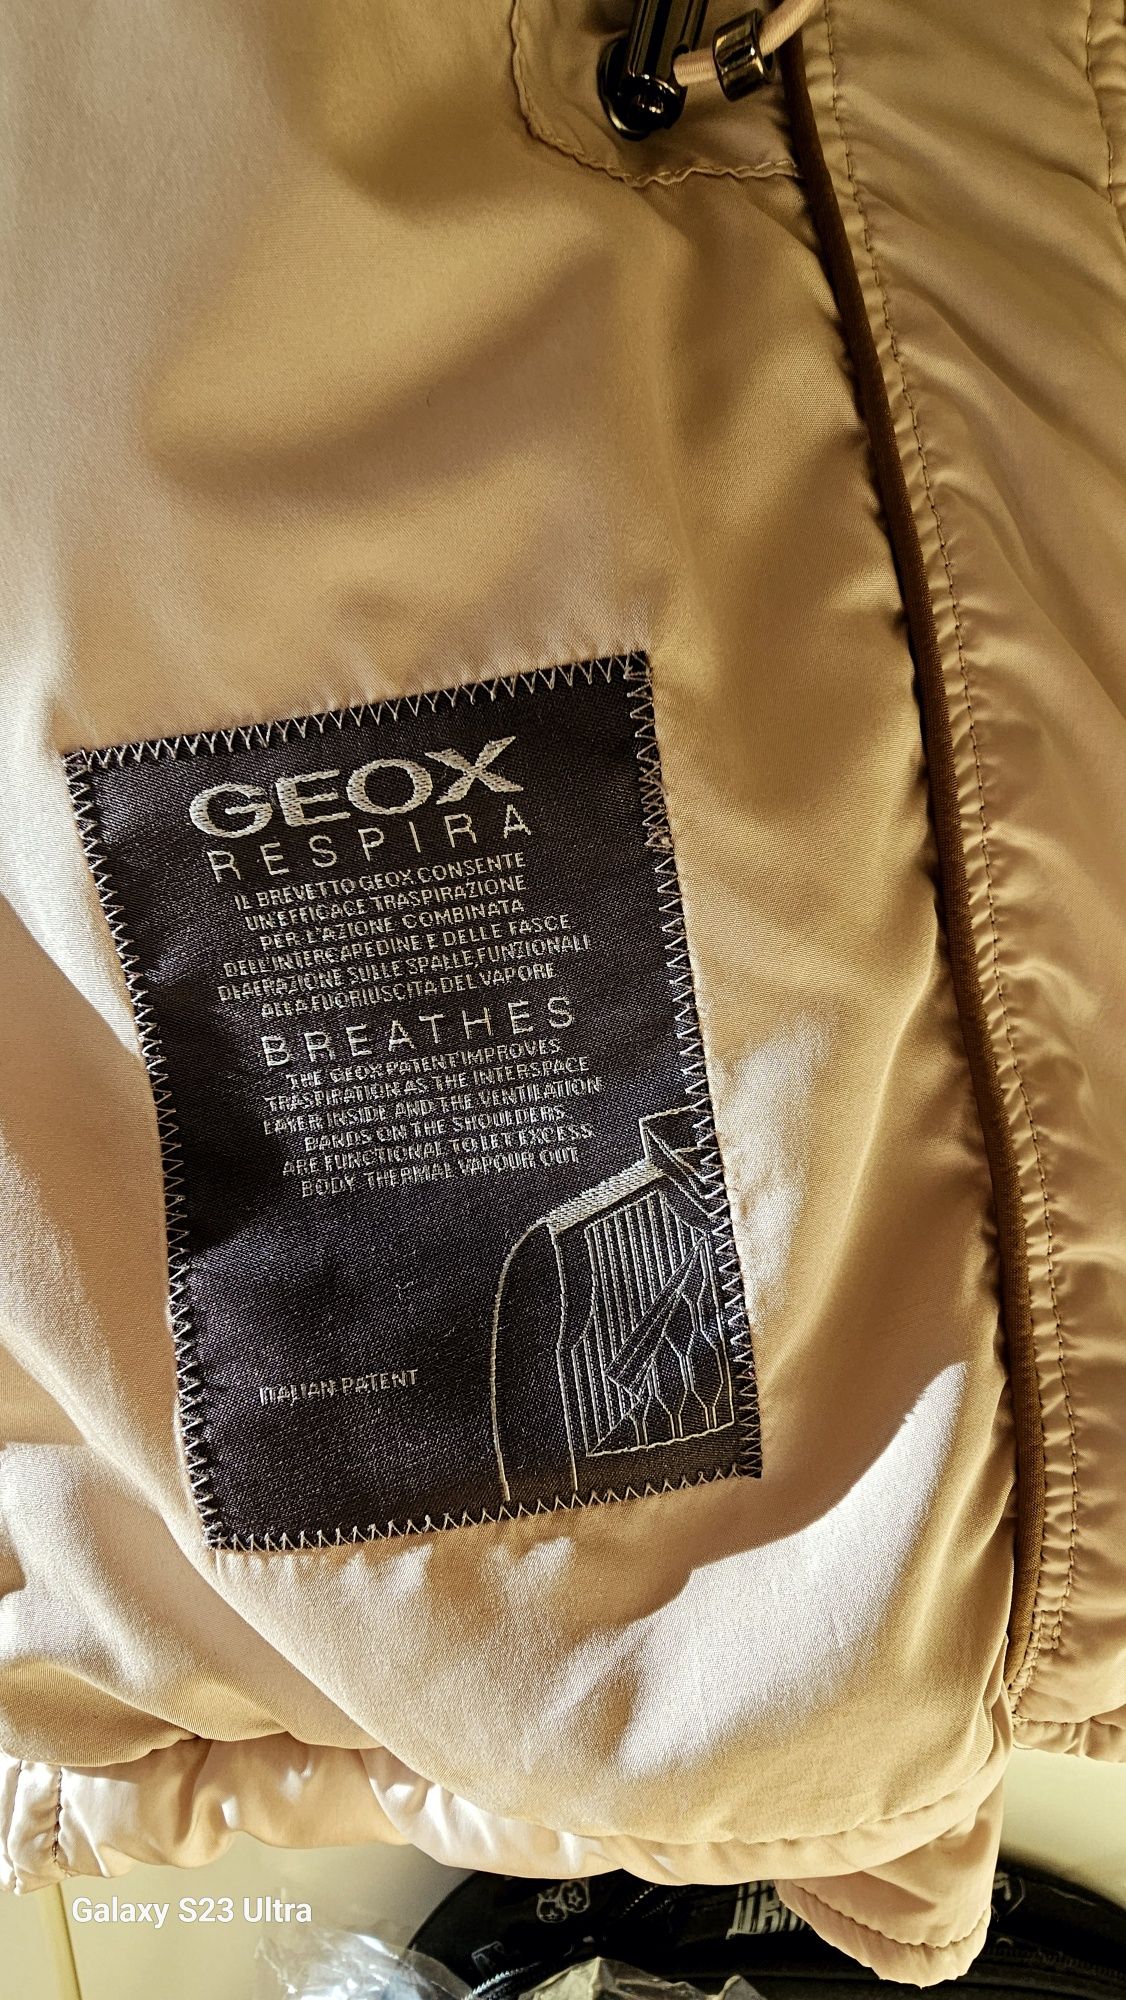 GEOX
RESPIRA
IL BREVETTO GEOX CONSENTE
UN'EFFICACE TRASPIRAZIONE
PER L'AZIONE COMBINATA
DELL'INTERCAPEDINE E DELLE FASCE
DI AERAZIONE SULLE SPALLE FUNZIONALI
ALLA FUORIUSCITA DEL VAPORE
BREATHES
THE GEOX PATENT IMPROVES
TRASPIRATION AS THE INTERSPACE
LAYER INSIDE AND THE VENTILATION
BANDS ON THE SHOULDERS
ARE FUNCTIONAL TO LET EXCESS
BODY THERMAL VAPOUR OUT
ITALIAN PATENT
Galaxy S23 Ultra